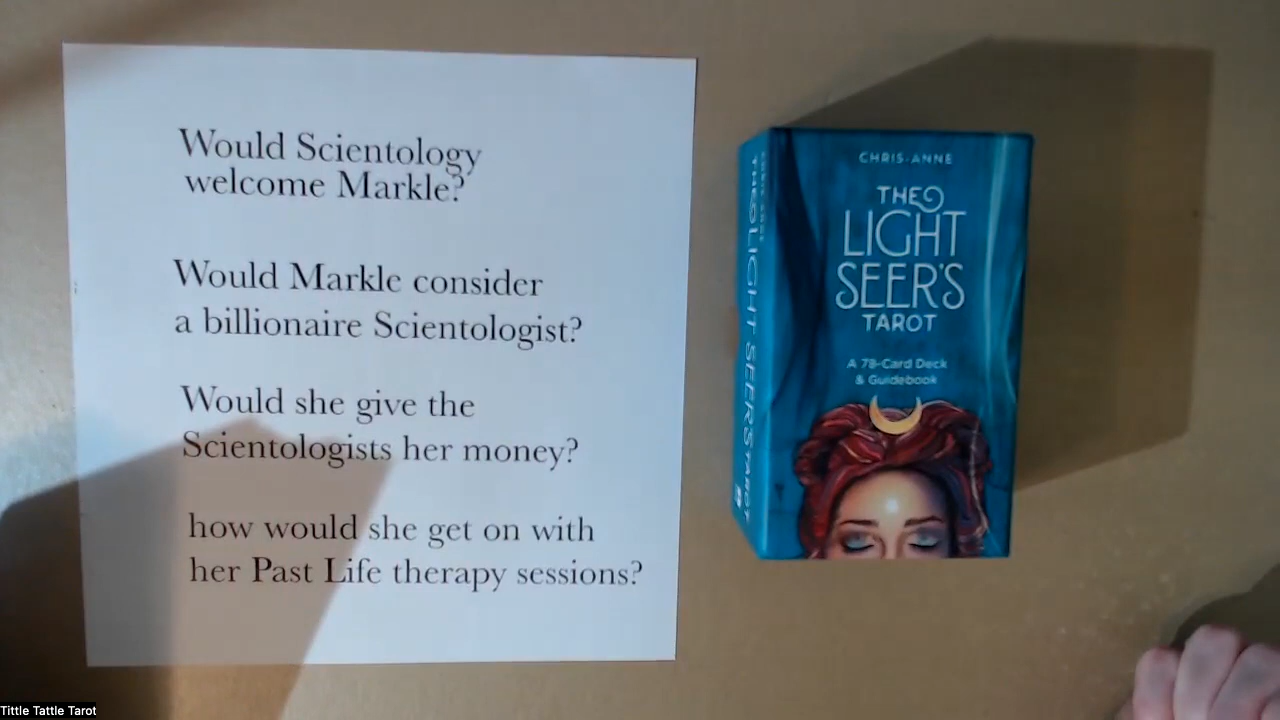 Would Scientology
welcome Markle?
Would Markle consider
a billionaire Scientologist?
Would she give the
Scientologists her money?
how would she get on with
her Past Life therapy sessions?
CHRIS-ANNE
THE
LIGHT
SEER'S
TAROT
A 78-Card Deck
& Guidebook
CHRIS-ANNE THE LIGHT SEER'S TAROT
Tittle Tattle Tarot